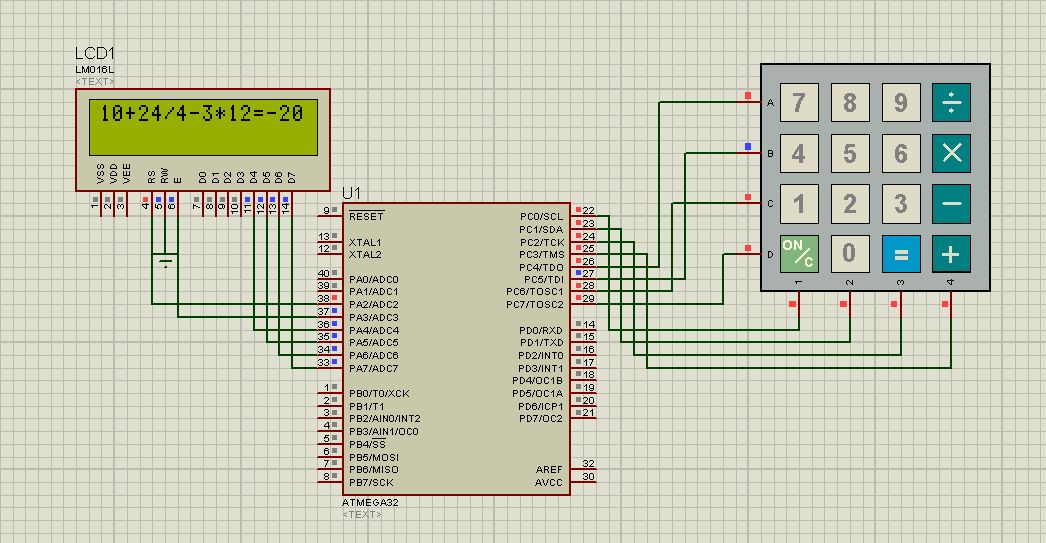 LCD1
LM016L
<TEXT>
10+24/4-3*12=-20
VSS VDD VEE RS RW E D0 D1 D2 D3 D4 D5 D6 D7
1 2 3 4 5 6 7 8 9 10 11 12 13 14
U1
9 RESET
13 XTAL1
12 XTAL2
40 PA0/ADC0
39 PA1/ADC1
38 PA2/ADC2
37 PA3/ADC3
36 PA4/ADC4
35 PA5/ADC5
34 PA6/ADC6
33 PA7/ADC7
1 PB0/T0/XCK
2 PB1/T1
3 PB2/AIN0/INT2
4 PB3/AIN1/OC0
5 PB4/SS
6 PB5/MOSI
7 PB6/MISO
8 PB7/SCK
PC0/SCL 22
PC1/SDA 23
PC2/TCK 24
PC3/TMS 25
PC4/TDO 26
PC5/TDI 27
PC6/TOSC1 28
PC7/TOSC2 29
PD0/RXD 14
PD1/TXD 15
PD2/INT0 16
PD3/INT1 17
PD4/OC1B 18
PD5/OC1A 19
PD6/ICP1 20
PD7/OC2 21
AREF 32
AVCC 30
ATMEGA32
<TEXT>
A 7 8 9 ÷
B 4 5 6 ×
C 1 2 3 −
D ON/C 0 = +
1 2 3 4